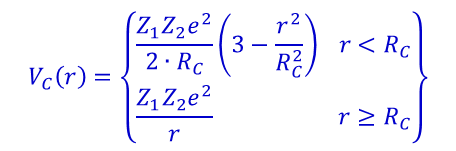 V_C(r) = { Z_1 Z_2 e^2 / 2 · R_C ( 3 − r^2 / R_C^2 )   r < R_C
Z_1 Z_2 e^2 / r   r ≥ R_C }